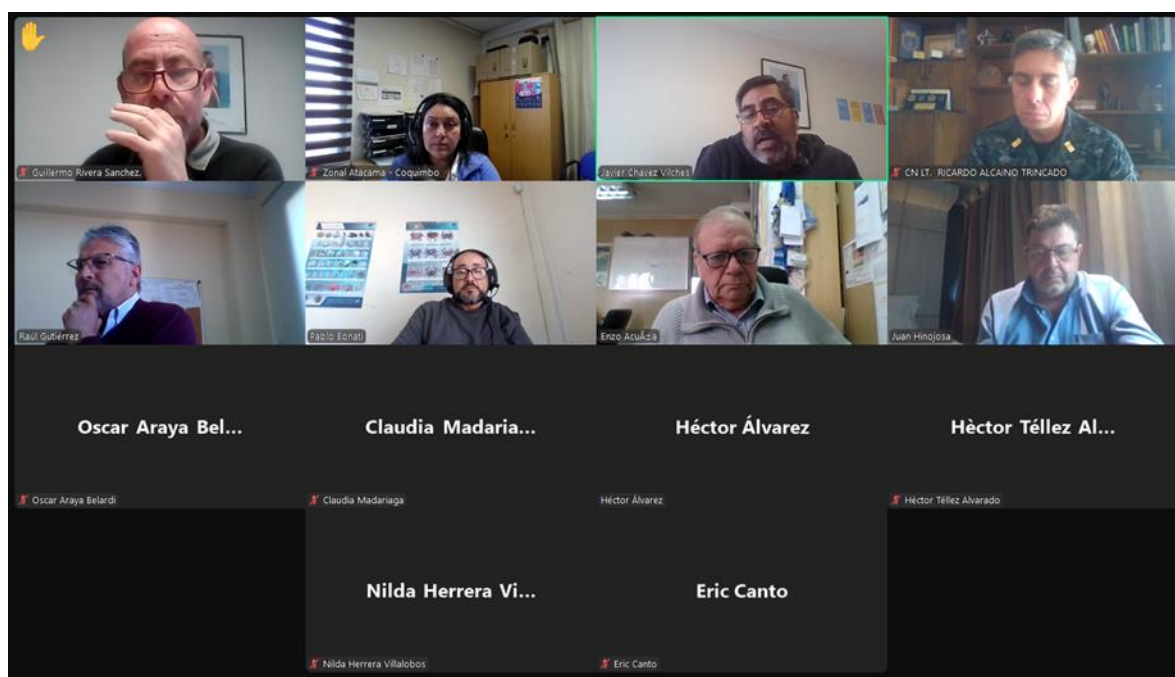 Guillermo Rivera Sanchez.
Zonal Atacama - Coquimbo
Javier Chávez Vilches
CN LT. RICARDO ALCAINO TRINCADO
Raúl Gutiérrez
Pablo Bonati
Enzo AcuÃ±a
Juan Hinojosa
Oscar Araya Bel...
Claudia Madaria...
Héctor Álvarez
Hèctor Téllez Al...
Oscar Araya Belardi
Claudia Madariaga
Héctor Álvarez
Hèctor Téllez Alvarado
Nilda Herrera Vi...
Eric Canto
Nilda Herrera Villalobos
Eric Canto